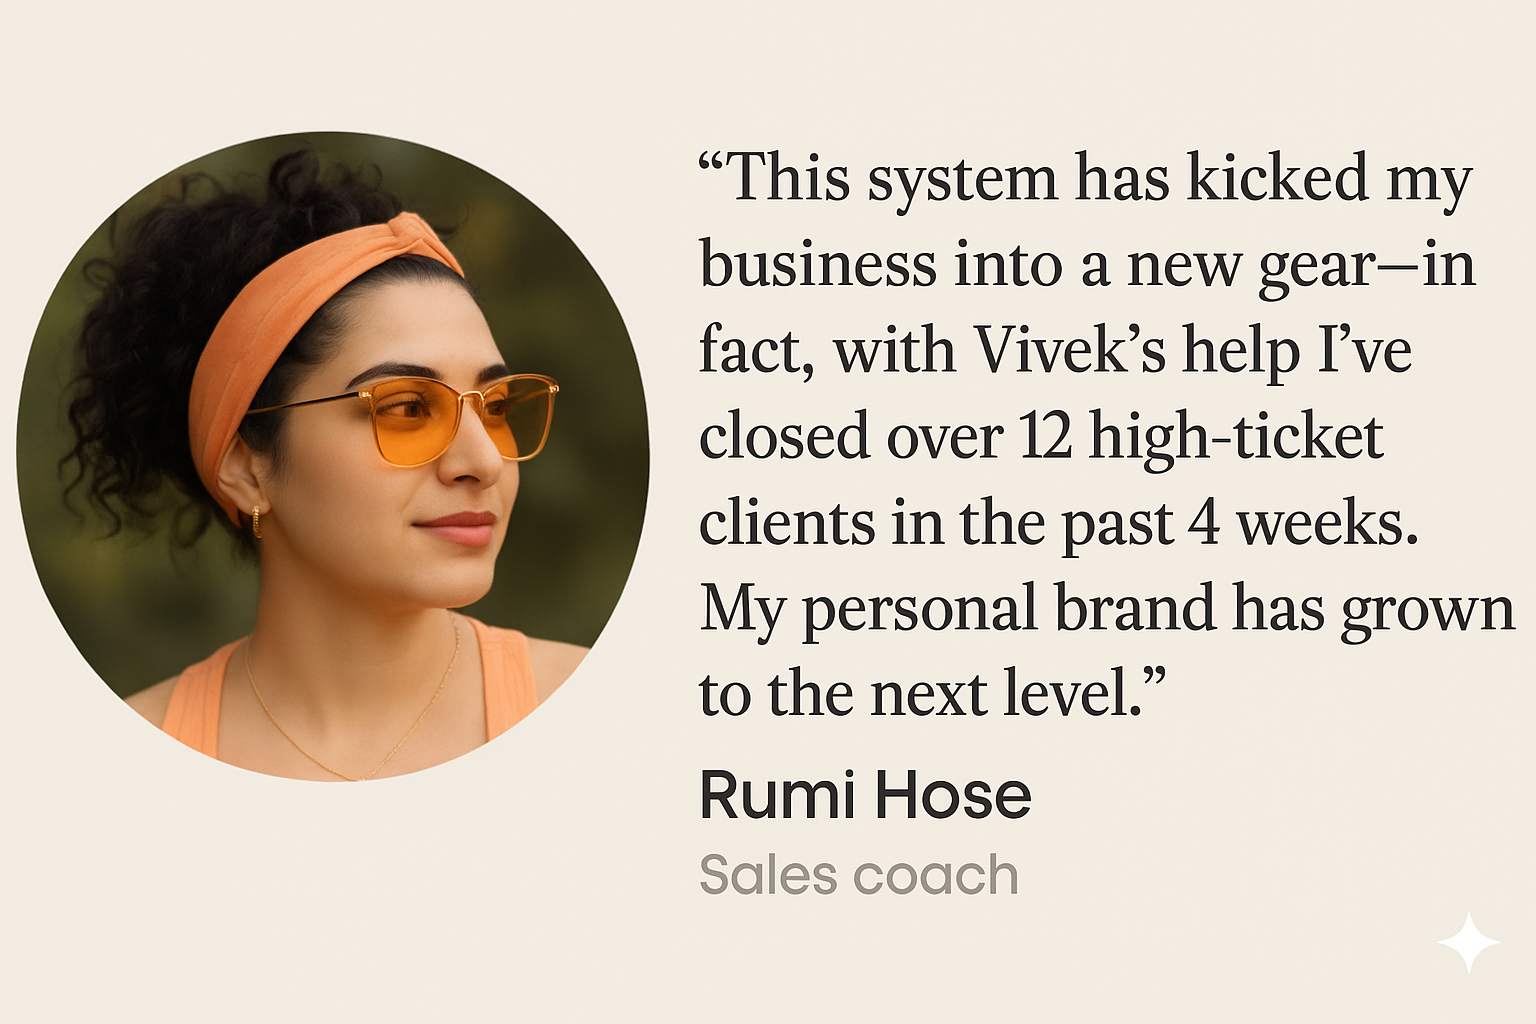 “This system has kicked my
business into a new gear—in
fact, with Vivek’s help I’ve
closed over 12 high-ticket
clients in the past 4 weeks.
My personal brand has grown
to the next level.”
Rumi Hose
Sales coach